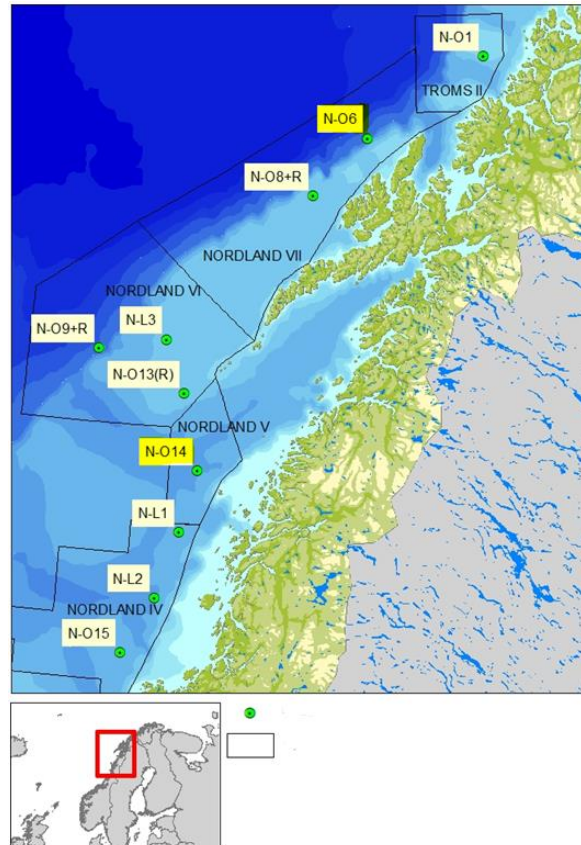 N-O1
TROMS II
N-O6
N-O8+R
NORDLAND VII
NORDLAND VI
N-L3
N-O9+R
N-O13(R)
NORDLAND V
N-O14
N-L1
N-L2
NORDLAND IV
N-O15